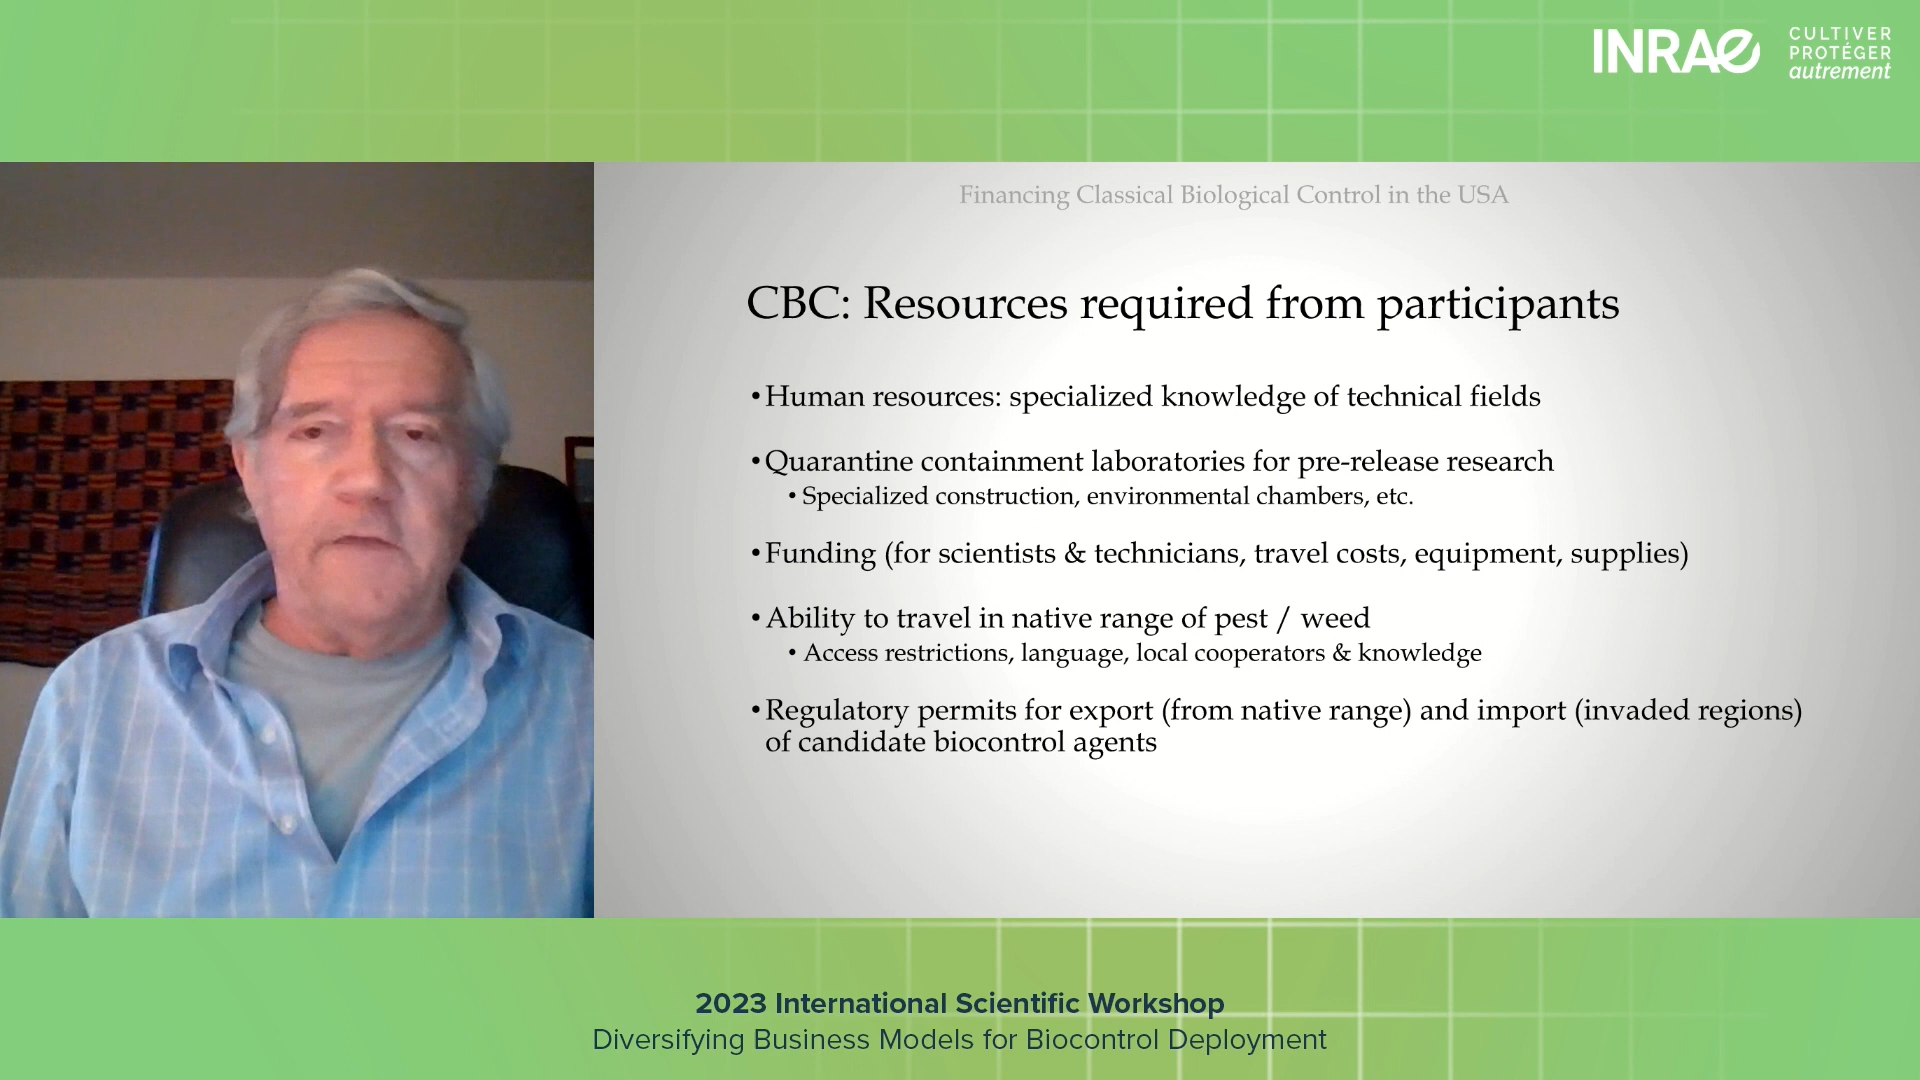 INRAE
CULTIVER
PROTÉGER
autrement
Financing Classical Biological Control in the USA
CBC: Resources required from participants
• Human resources: specialized knowledge of technical fields
• Quarantine containment laboratories for pre-release research
• Specialized construction, environmental chambers, etc.
• Funding (for scientists & technicians, travel costs, equipment, supplies)
• Ability to travel in native range of pest / weed
• Access restrictions, language, local cooperators & knowledge
• Regulatory permits for export (from native range) and import (invaded regions)
of candidate biocontrol agents
2023 International Scientific Workshop
Diversifying Business Models for Biocontrol Deployment